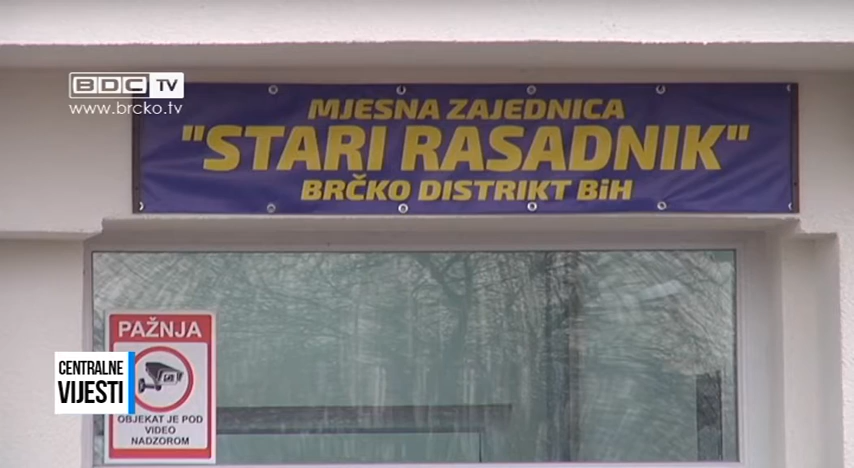 BDC TV
www.brcko.tv
MJESNA ZAJEDNICA
"STARI RASADNIK"
BRČKO DISTRIKT BiH
PAŽNJA
OBJEKAT JE POD
VIDEO
NADZOROM
CENTRALNE
VIJESTI